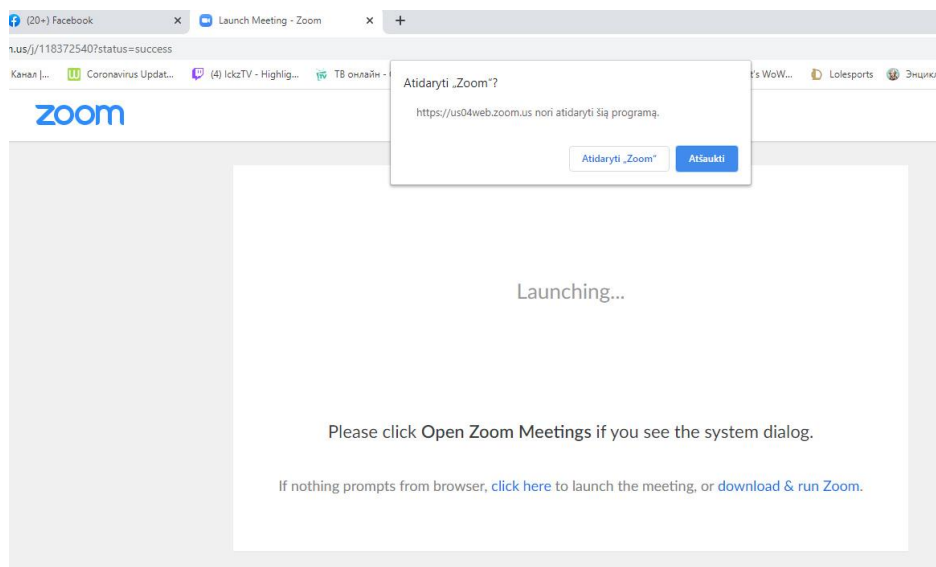 (20+) Facebook
Launch Meeting - Zoom
n.us/j/118372540?status=success
Канал |...
Coronavirus Updat...
(4) IckzTV - Highlig...
ТВ онлайн -
t's WoW...
Lolesports
Энцикл
Atidaryti „Zoom“?
https://us04web.zoom.us nori atidaryti šią programą.
Atidaryti „Zoom“
Atšaukti
zoom
Launching...
Please click Open Zoom Meetings if you see the system dialog.
If nothing prompts from browser, click here to launch the meeting, or download & run Zoom.